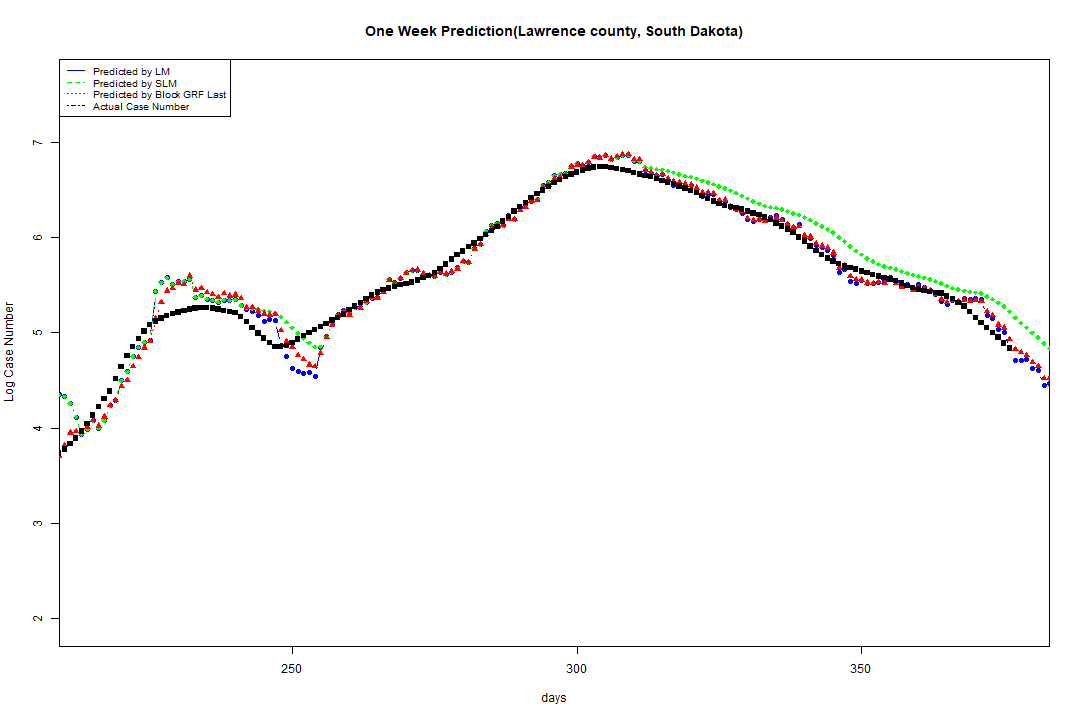 One Week Prediction(Lawrence county, South Dakota)
Predicted by LM
Predicted by SLM
Predicted by Block GRF Last
Actual Case Number
7
6
5
4
3
2
Log Case Number
250
300
350
days